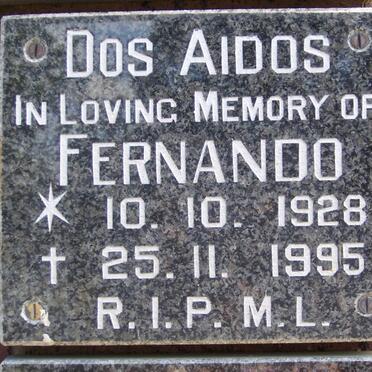 DOS AIDOS
IN LOVING MEMORY OF
FERNANDO
* 10. 10. 1928
† 25. 11. 1995
R. I. P. M. L.